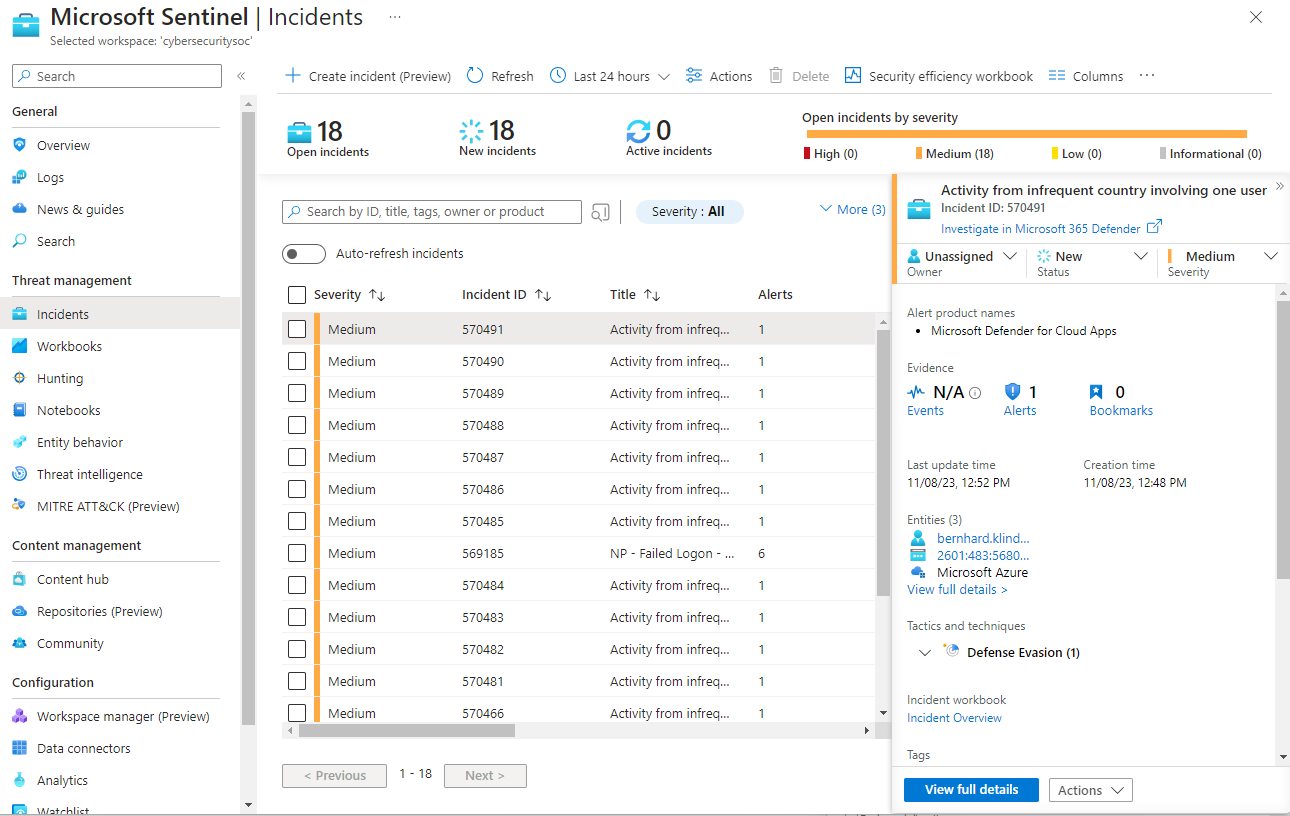 Microsoft Sentinel | Incidents ...
Selected workspace: 'cybersecuritysoc'
Search
General
Overview
Logs
News & guides
Search
Threat management
Incidents
Workbooks
Hunting
Notebooks
Entity behavior
Threat intelligence
MITRE ATT&CK (Preview)
Content management
Content hub
Repositories (Preview)
Community
Configuration
Workspace manager (Preview)
Data connectors
Analytics
Watchlist
Create incident (Preview) Refresh Last 24 hours Actions Delete Security efficiency workbook Columns ...
18 Open incidents
18 New incidents
0 Active incidents
Open incidents by severity
High (0) Medium (18) Low (0) Informational (0)
Search by ID, title, tags, owner or product
Severity : All
More (3)
Auto-refresh incidents
Severity Incident ID Title Alerts
Medium 570491 Activity from infreq... 1
Medium 570490 Activity from infreq... 1
Medium 570489 Activity from infreq... 1
Medium 570488 Activity from infreq... 1
Medium 570487 Activity from infreq... 1
Medium 570486 Activity from infreq... 1
Medium 570485 Activity from infreq... 1
Medium 569185 NP - Failed Logon - ... 6
Medium 570484 Activity from infreq... 1
Medium 570483 Activity from infreq... 1
Medium 570482 Activity from infreq... 1
Medium 570481 Activity from infreq... 1
Medium 570466 Activity from infreq... 1
< Previous 1 - 18 Next >
Activity from infrequent country involving one user
Incident ID: 570491
Investigate in Microsoft 365 Defender
Unassigned New Medium
Owner Status Severity
Alert product names
• Microsoft Defender for Cloud Apps
Evidence
N/A 1 0
Events Alerts Bookmarks
Last update time Creation time
11/08/23, 12:52 PM 11/08/23, 12:48 PM
Entities (3)
bernhard.klind...
2601:483:5680...
Microsoft Azure
View full details >
Tactics and techniques
Defense Evasion (1)
Incident workbook
Incident Overview
Tags
View full details Actions